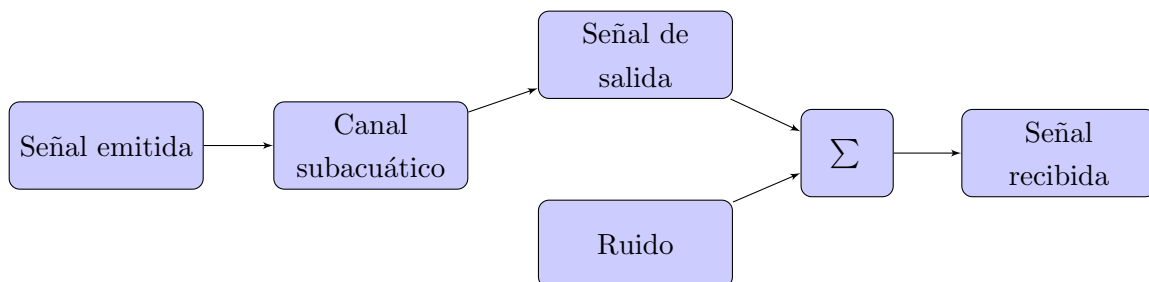 Señal emitida
Canal
subacuático
Señal de
salida
Ruido
∑
Señal
recibida